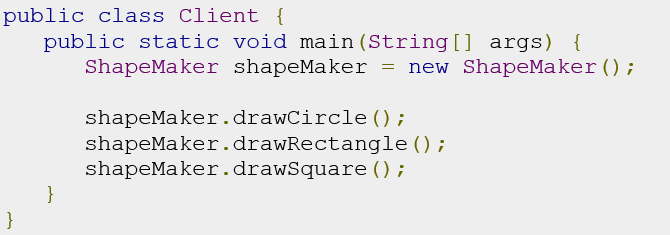 public class Client {
public static void main(String[] args) {
ShapeMaker shapeMaker = new ShapeMaker();
shapeMaker.drawCircle();
shapeMaker.drawRectangle();
shapeMaker.drawSquare();
}
}